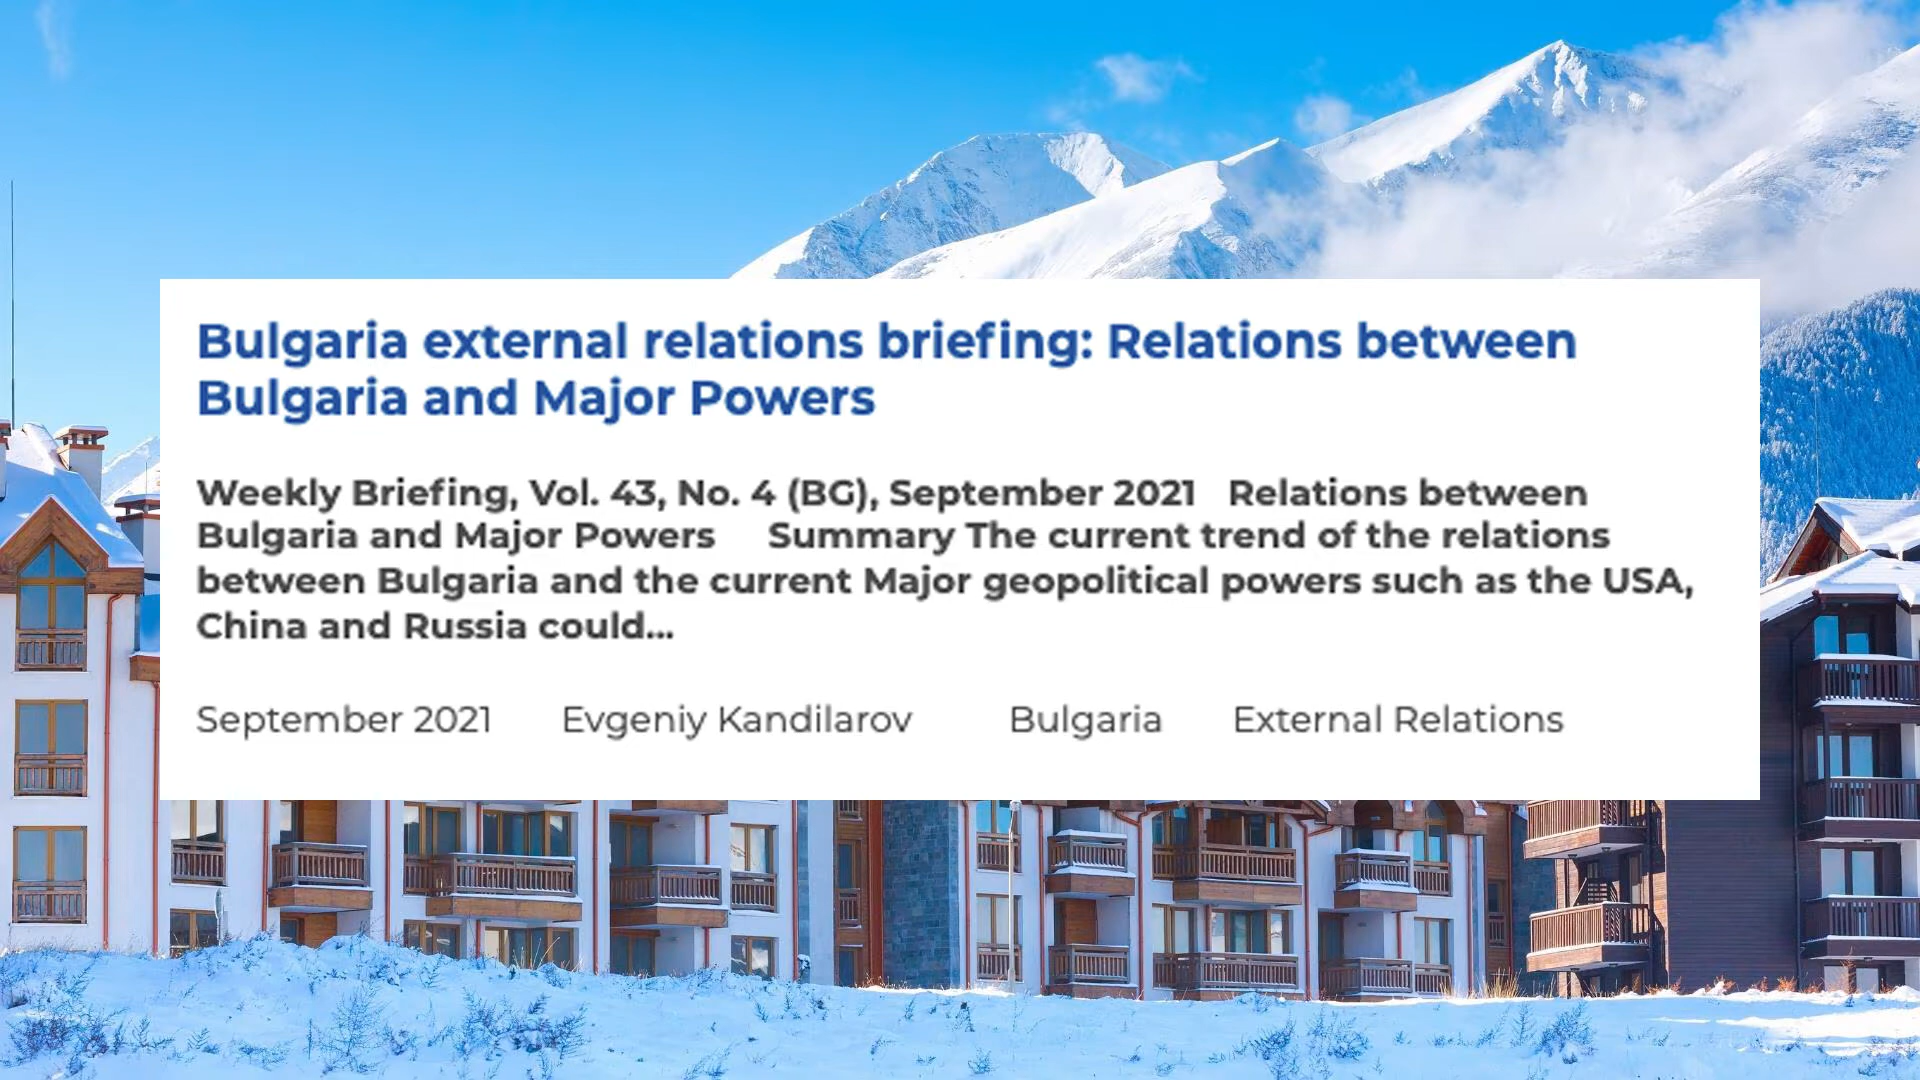 Bulgaria external relations briefing: Relations between
Bulgaria and Major Powers
Weekly Briefing, Vol. 43, No. 4 (BG), September 2021 Relations between
Bulgaria and Major Powers Summary The current trend of the relations
between Bulgaria and the current Major geopolitical powers such as the USA,
China and Russia could...
September 2021 Evgeniy Kandilarov Bulgaria External Relations